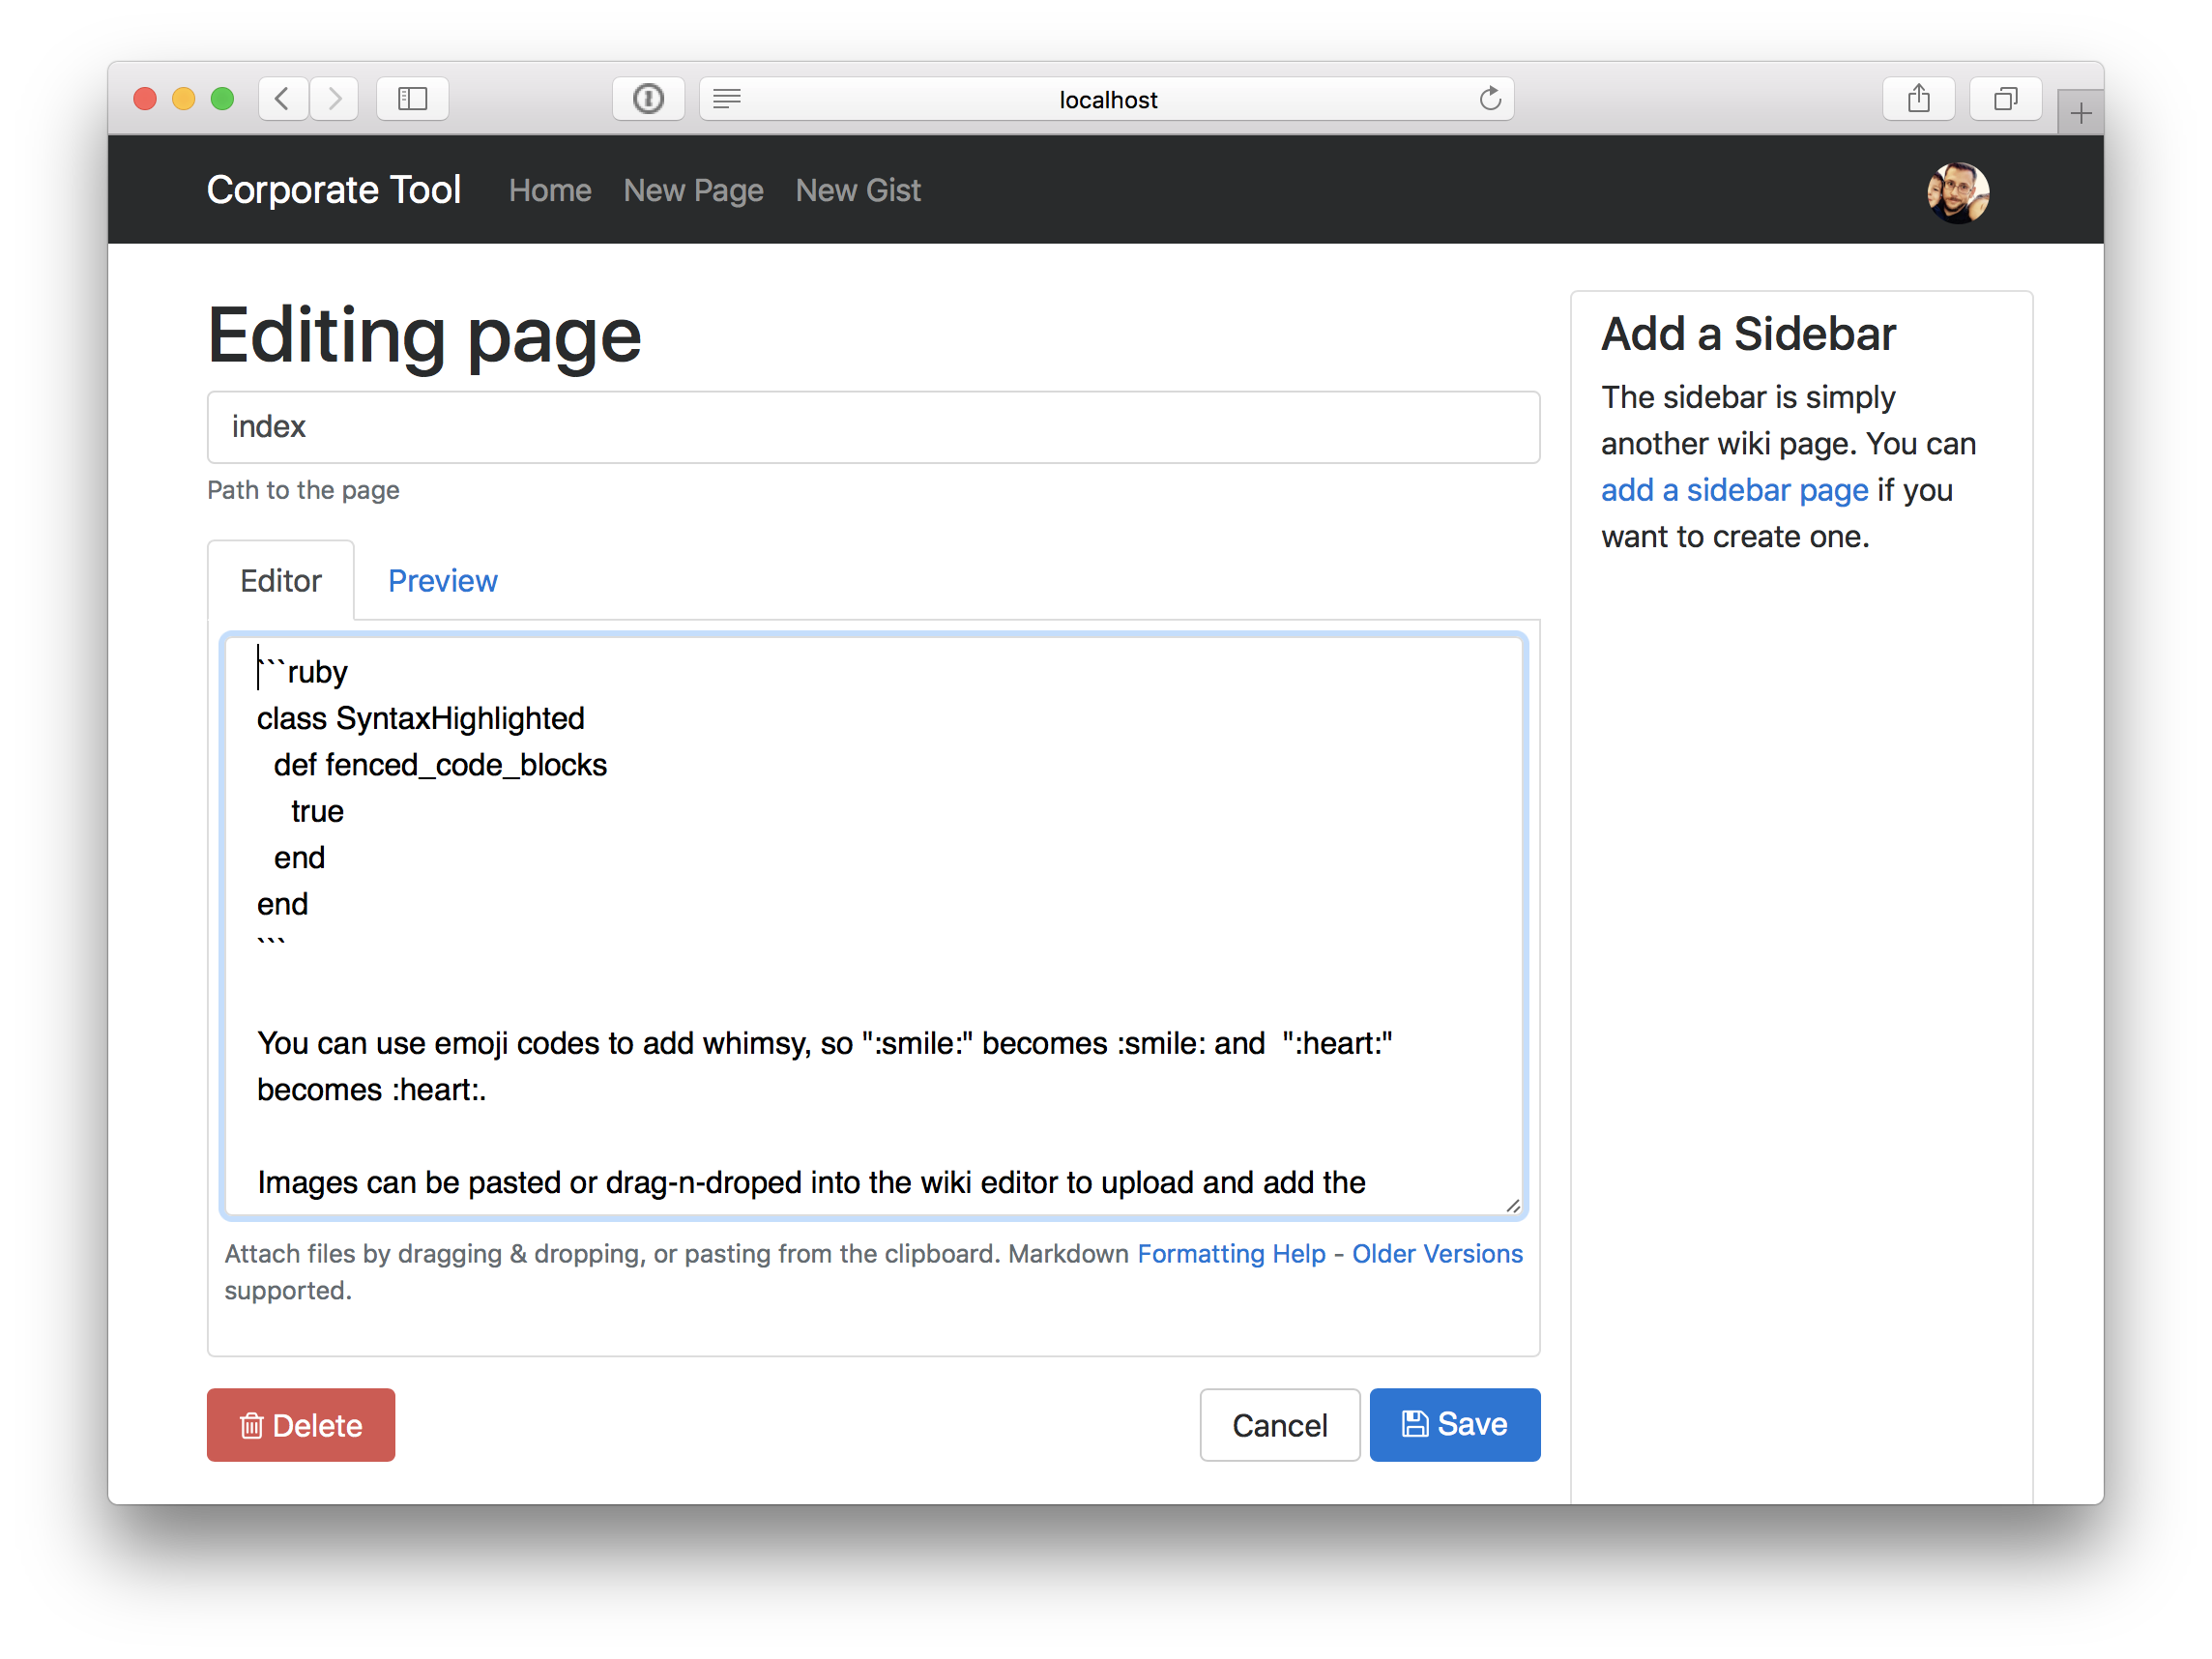 localhost
Corporate Tool Home New Page New Gist
Editing page
index
Path to the page
Editor Preview
```ruby
class SyntaxHighlighted
  def fenced_code_blocks
    true
  end
end
```
You can use emoji codes to add whimsy, so ":smile:" becomes :smile: and  ":heart:"
becomes :heart:.
Images can be pasted or drag-n-droped into the wiki editor to upload and add the
Attach files by dragging & dropping, or pasting from the clipboard. Markdown
supported.
Formatting Help - Older Versions
Delete
Cancel
Save
Add a Sidebar
The sidebar is simply
another wiki page. You can
add a sidebar page if you
want to create one.